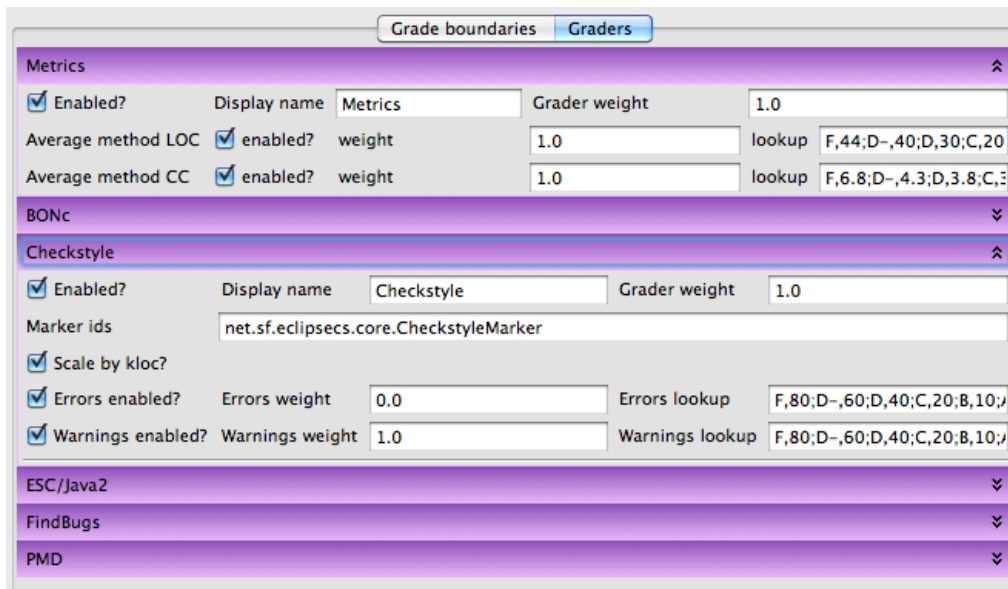 Grade boundaries Graders
Metrics
Enabled? Display name Metrics Grader weight 1.0
Average method LOC enabled? weight 1.0 lookup F,44;D-,40;D,30;C,20
Average method CC enabled? weight 1.0 lookup F,6.8;D-,4.3;D,3.8;C,3
BONc
Checkstyle
Enabled? Display name Checkstyle Grader weight 1.0
Marker ids net.sf.eclipsecs.core.CheckstyleMarker
Scale by kloc?
Errors enabled? Errors weight 0.0 Errors lookup F,80;D-,60;D,40;C,20;B,10;A
Warnings enabled? Warnings weight 1.0 Warnings lookup F,80;D-,60;D,40;C,20;B,10;A
ESC/Java2
FindBugs
PMD